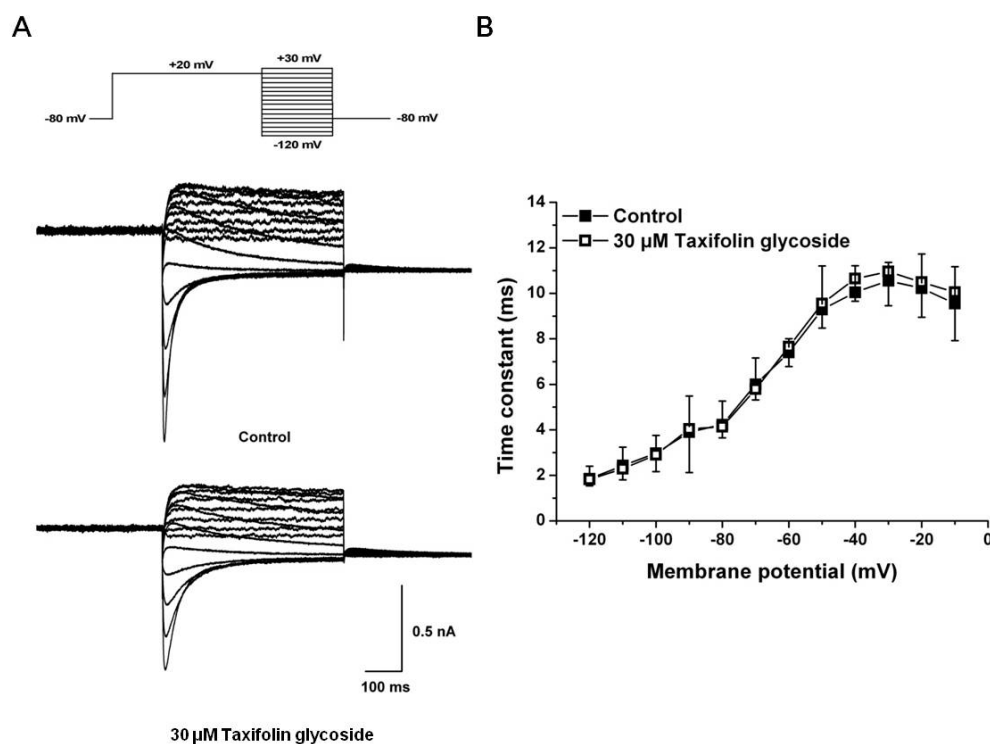 A
+20 mV
+30 mV
-80 mV
-80 mV
-120 mV
Control
0.5 nA
100 ms
30 µM Taxifolin glycoside
B
14
12
10
8
6
4
2
0
Control
30 µM Taxifolin glycoside
Time constant (ms)
-120 -100 -80 -60 -40 -20 -0
Membrane potential (mV)